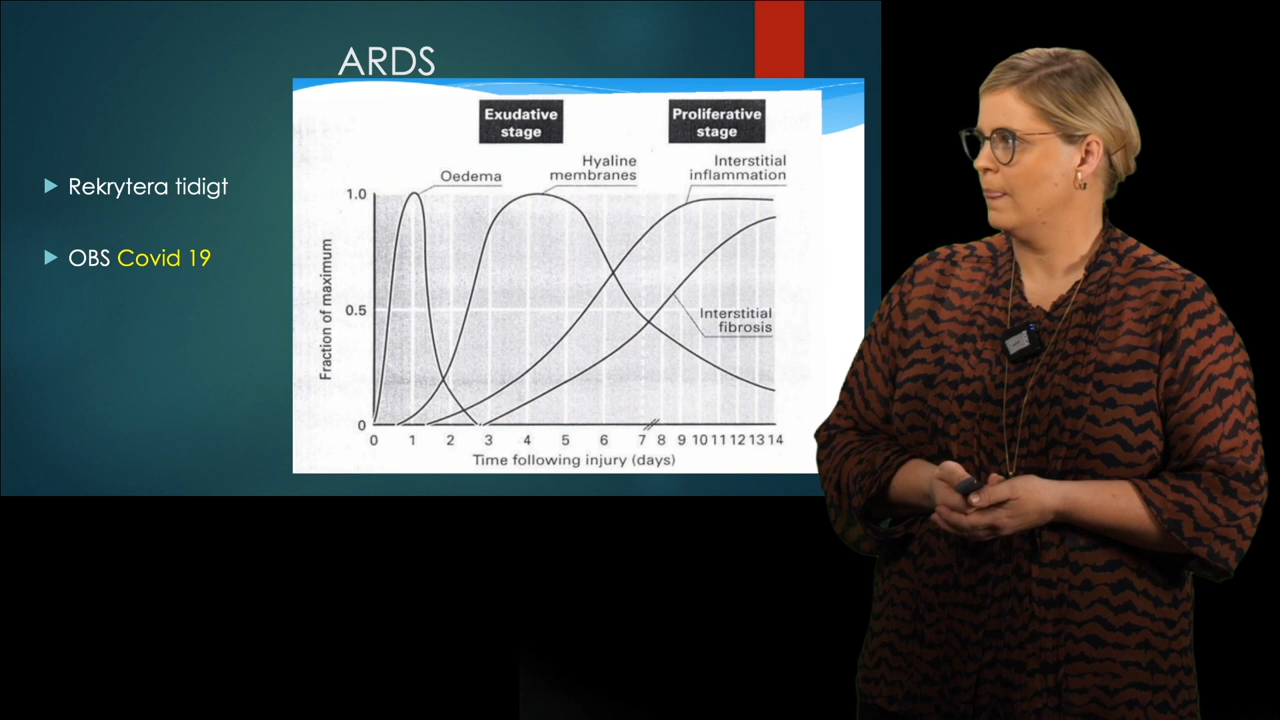 ARDS
Rekrytera tidigt
OBS Covid 19
Exudative
stage
Proliferative
stage
Oedema
Hyaline
membranes
Interstitial
inflammation
Interstitial
fibrosis
Fraction of maximum
1.0
0.5
0
0 1 2 3 4 5 6 7 8 9 10 11 12 13 14
Time following injury (days)